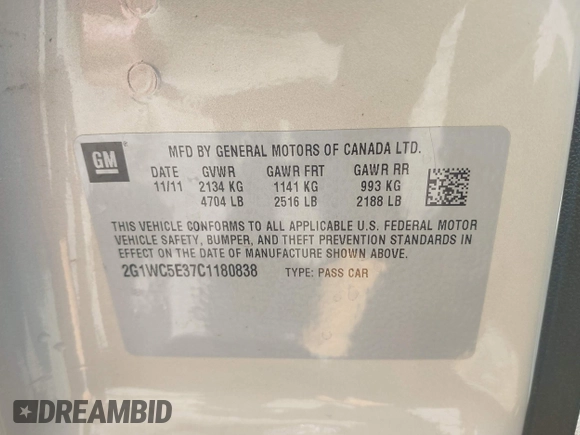 GM
MFD BY GENERAL MOTORS OF CANADA LTD.
DATE GVWR GAWR FRT GAWR RR
11/11 2134 KG 1141 KG 993 KG
4704 LB 2516 LB 2188 LB
THIS VEHICLE CONFORMS TO ALL APPLICABLE U.S. FEDERAL MOTOR
VEHICLE SAFETY, BUMPER, AND THEFT PREVENTION STANDARDS IN
EFFECT ON THE DATE OF MANUFACTURE SHOWN ABOVE.
2G1WC5E37C1180838 TYPE: PASS CAR
DREAMBID